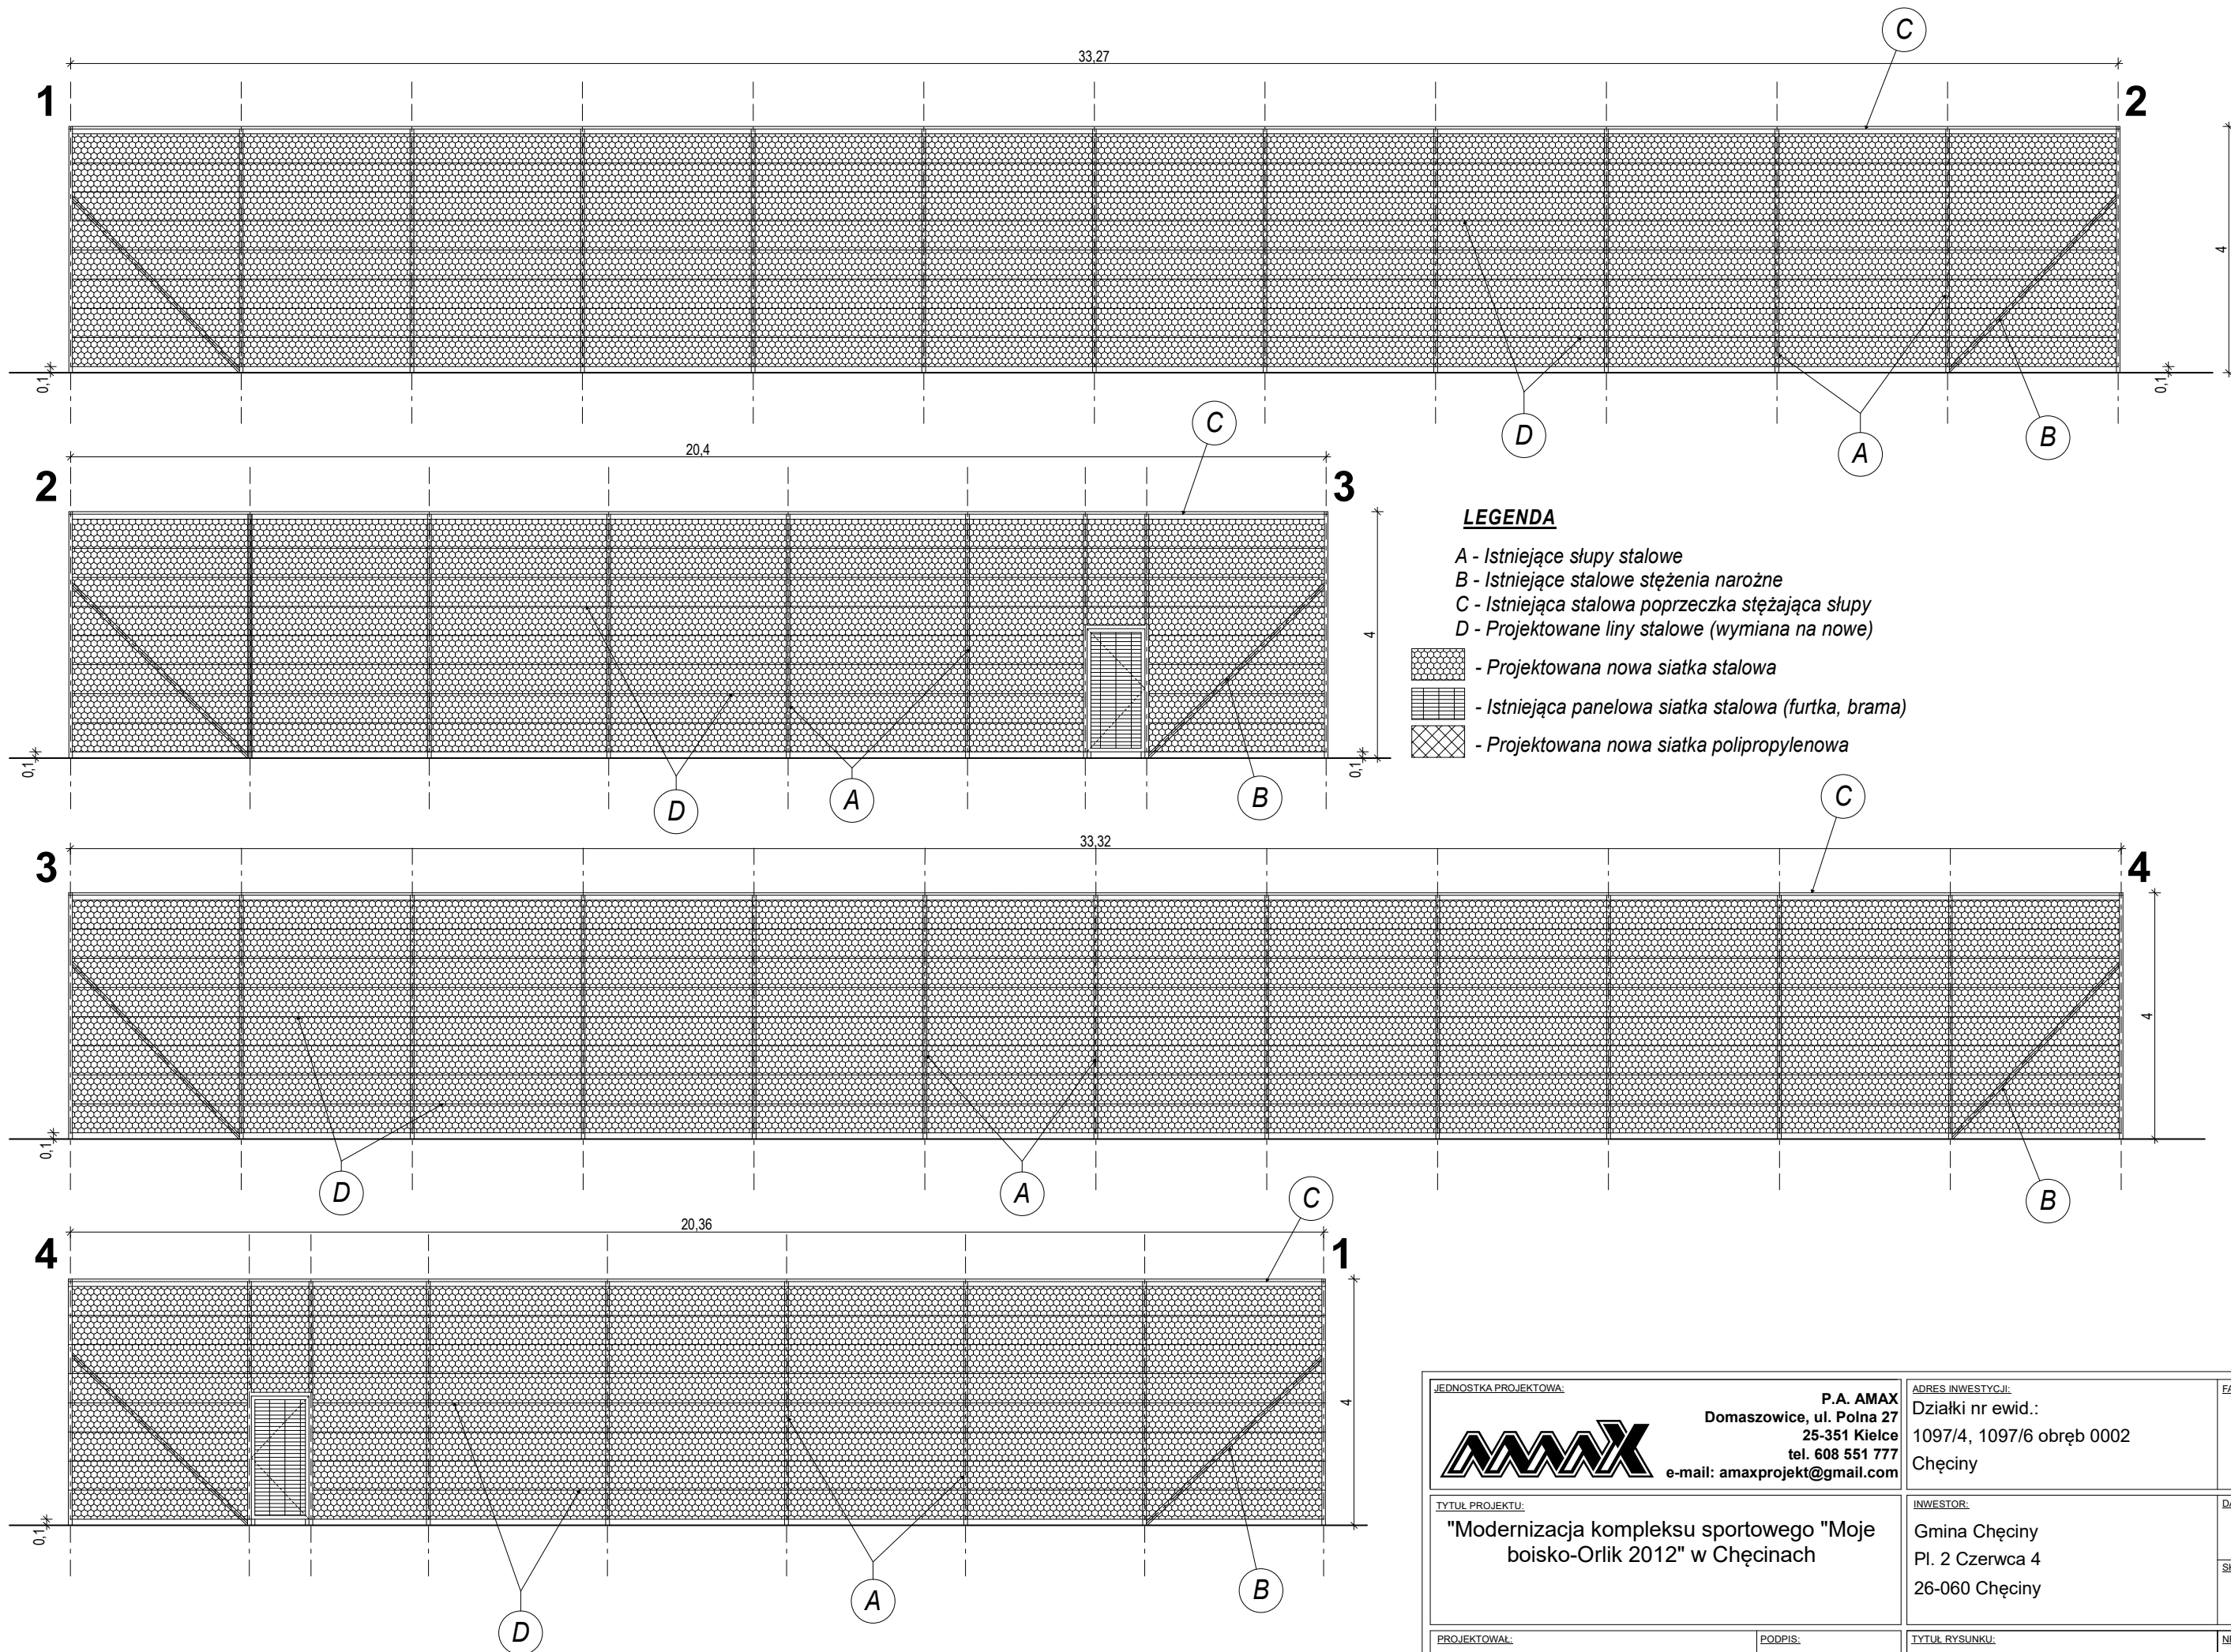 C
33,27
1
2
4
0,1
0,1
D
A
B
C
20,4
2
3
4
0,1
0,1
D
A
B
LEGENDA
A - Istniejące słupy stalowe
B - Istniejące stalowe stężenia narożne
C - Istniejąca stalowa poprzeczka stężająca słupy
D - Projektowane liny stalowe (wymiana na nowe)
- Projektowana nowa siatka stalowa
- Istniejąca panelowa siatka stalowa (furtka, brama)
- Projektowana nowa siatka polipropylenowa
C
33,32
3
4
4
0,1
D
A
B
C
20,36
4
1
4
0,1
D
A
B
JEDNOSTKA PROJEKTOWA:
AMAX
P.A. AMAX
Domaszowice, ul. Polna 27
25-351 Kielce
tel. 608 551 777
e-mail: amaxprojekt@gmail.com
ADRES INWESTYCJI:
Działki nr ewid.:
1097/4, 1097/6 obręb 0002
Chęciny
TYTUŁ PROJEKTU:
"Modernizacja kompleksu sportowego "Moje
boisko-Orlik 2012" w Chęcinach
INWESTOR:
Gmina Chęciny
Pl. 2 Czerwca 4
26-060 Chęciny
PROJEKTOWAŁ:
PODPIS:
TYTUŁ RYSUNKU: